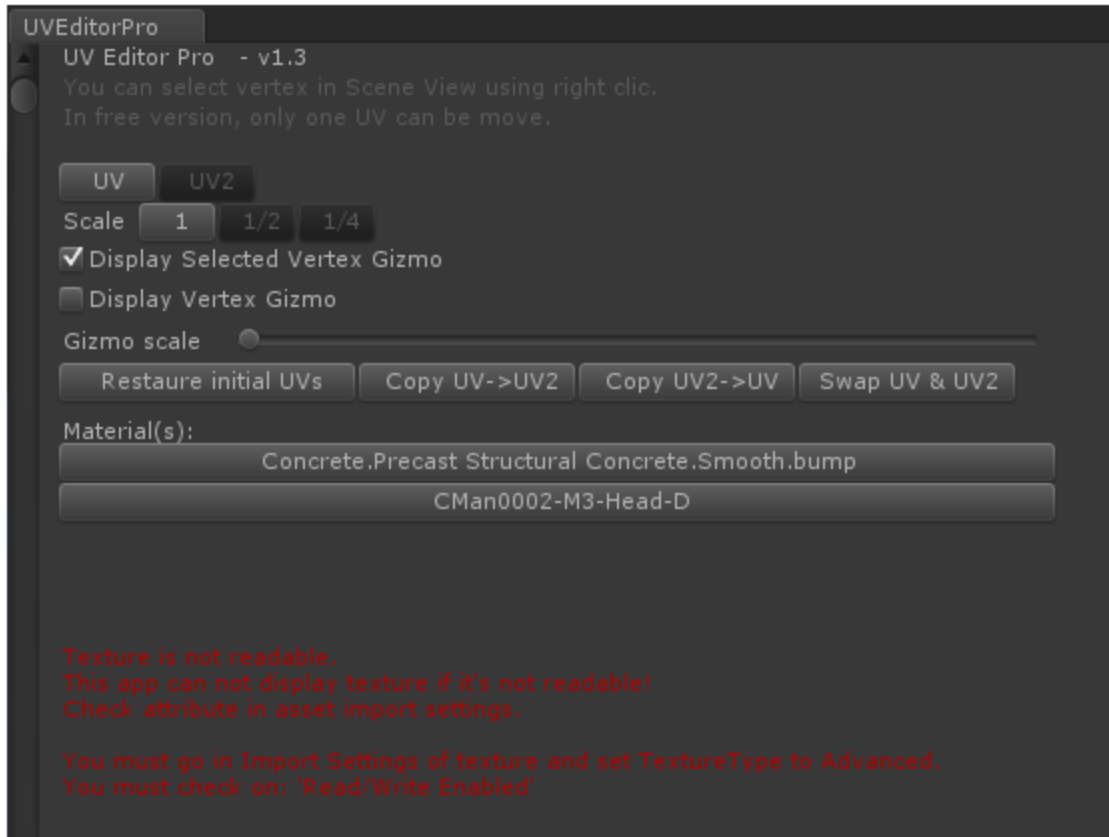 UVEditorPro
UV Editor Pro - v1.3
You can select vertex in Scene View using right clic.
In free version, only one UV can be move.
UV UV2
Scale 1 1/2 1/4
Display Selected Vertex Gizmo
Display Vertex Gizmo
Gizmo scale
Restaure initial UVs Copy UV->UV2 Copy UV2->UV Swap UV & UV2
Material(s):
Concrete.Precast Structural Concrete.Smooth.bump
CMan0002-M3-Head-D
Texture is not readable.
This app can not display texture if it's not readable!
Check attribute in asset import settings.
You must go in Import Settings of texture and set TextureType to Advanced.
You must check on: 'Read/Write Enabled'